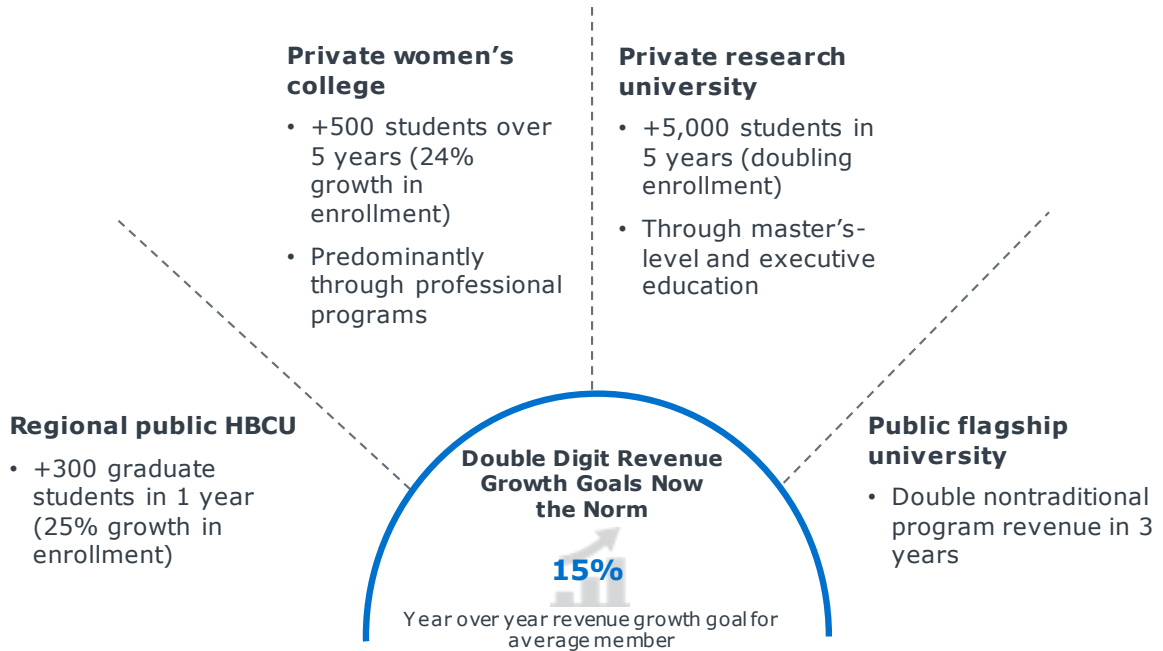 Private women’s
college
• +500 students over
5 years (24%
growth in
enrollment)
• Predominantly
through professional
programs
Private research
university
• +5,000 students in
5 years (doubling
enrollment)
• Through master’s-
level and executive
education
Regional public HBCU
• +300 graduate
students in 1 year
(25% growth in
enrollment)
Double Digit Revenue
Growth Goals Now
the Norm
15%
Year over year revenue growth goal for
average member
Public flagship
university
• Double nontraditional
program revenue in 3
years